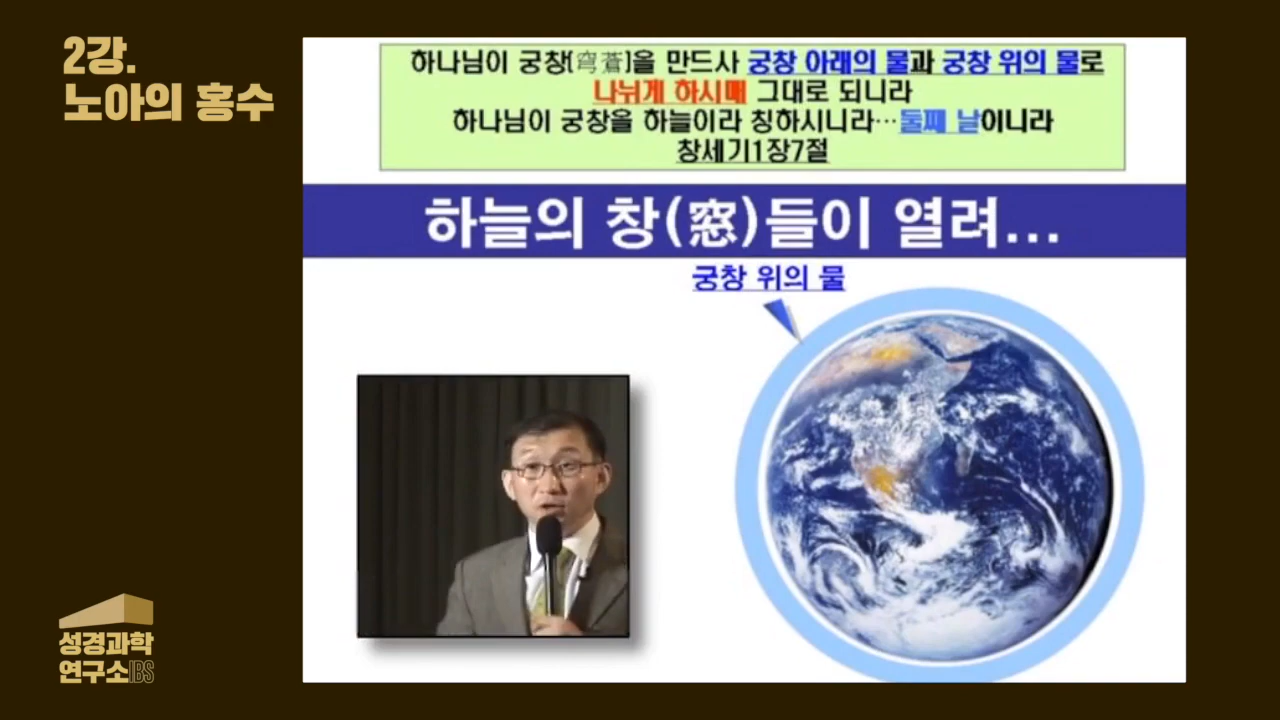 2강.
노아의 홍수
하나님이 궁창[穹蒼]을 만드사 궁창 아래의 물과 궁창 위의 물로
나뉘게 하시매 그대로 되니라
하나님이 궁창을 하늘이라 칭하시니라…둘째 날이니라
창세기1장7절
하늘의 창(窓)들이 열려...
궁창 위의 물
성경과학
연구소IBS